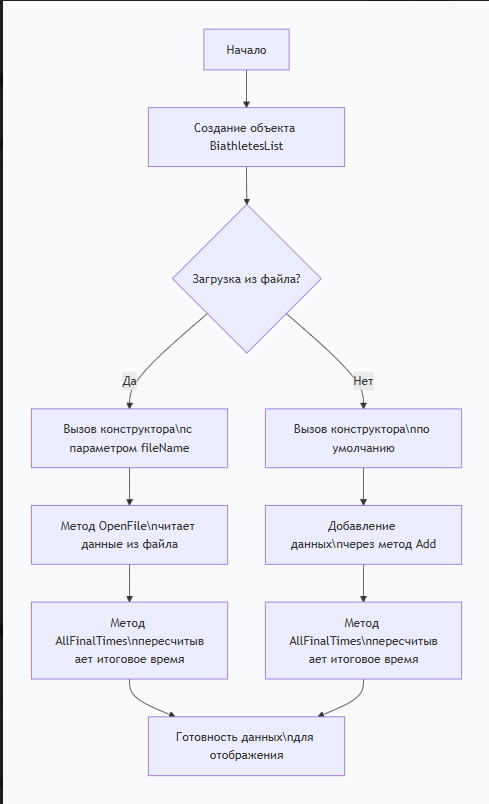 Начало
Создание объекта
BiathletesList
Загрузка из файла?
Да
Нет
Вызов конструктора\nс
параметром fileName
Вызов конструктора\nпо
умолчанию
Метод OpenFile\nчитает
данные из файла
Добавление
данных\nчерез метод Add
Метод
AllFinalTimes\nпересчитыв
ает итоговое время
Метод
AllFinalTimes\nпересчитыв
ает итоговое время
Готовность данных\nдля
отображения